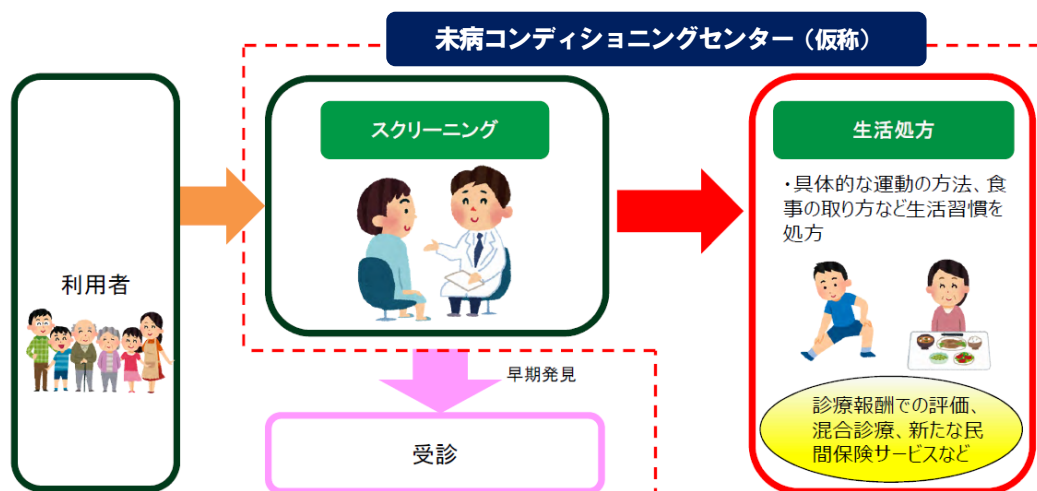 未病コンディショニングセンター（仮称）
利用者
スクリーニング
早期発見
受診
生活処方
・具体的な運動の方法、食
事の取り方など生活習慣を
処方
診療報酬での評価、
混合診療、新たな民
間保険サービスなど